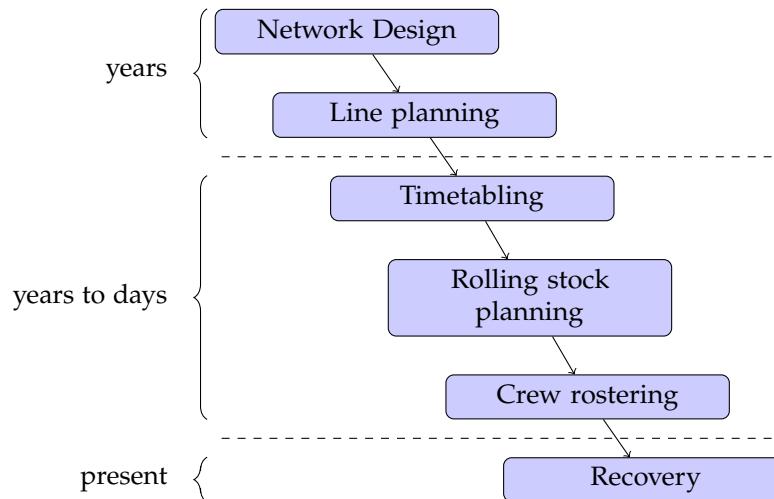 Network Design
years
Line planning
Timetabling
Rolling stock
planning
years to days
Crew rostering
present
Recovery